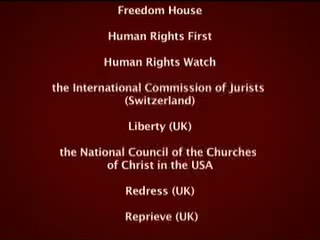 Freedom House
Human Rights First
Human Rights Watch
the International Commission of Jurists
(Switzerland)
Liberty (UK)
the National Council of the Churches
of Christ in the USA
Redress (UK)
Reprieve (UK)